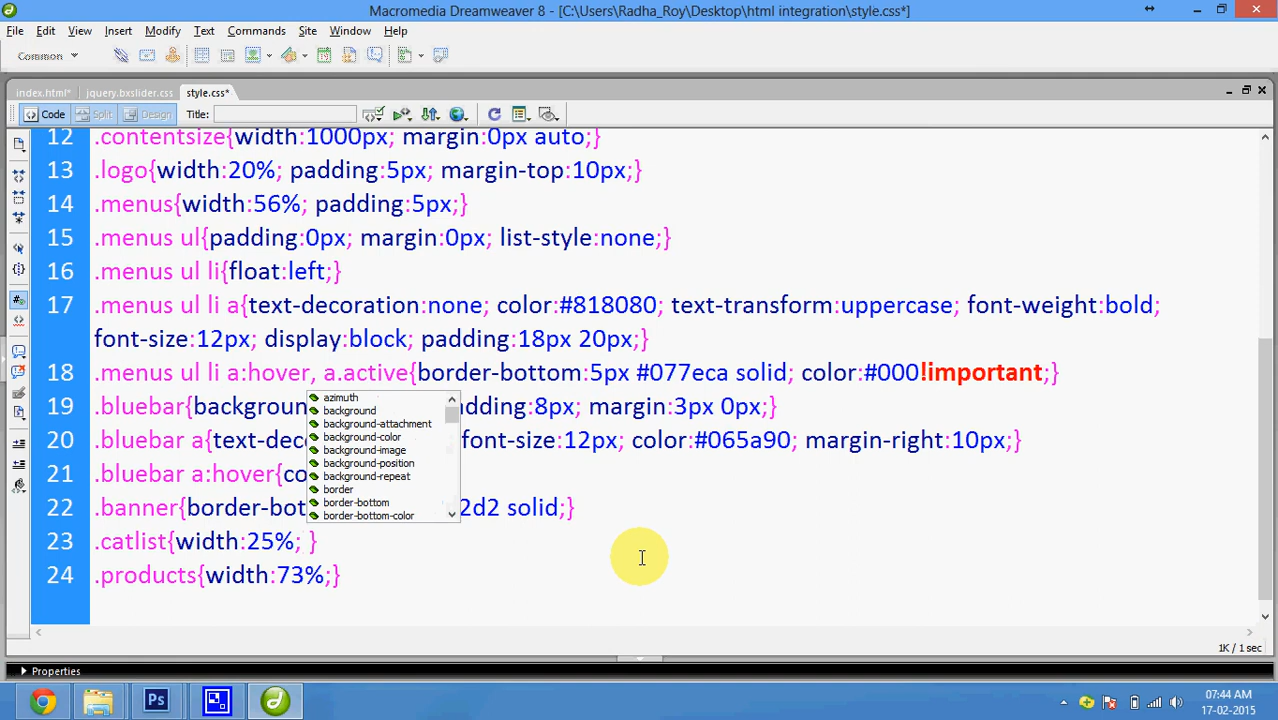 Macromedia Dreamweaver 8 - [C:\Users\Radha_Roy\Desktop\html integration\style.css*]
File Edit View Insert Modify Text Commands Site Window Help
Common
index.html* jquery.bxslider.css style.css*
Code Split Design Title:
12 .contentsize{width:1000px; margin:0px auto;}
13 .logo{width:20%; padding:5px; margin-top:10px;}
14 .menus{width:56%; padding:5px;}
15 .menus ul{padding:0px; margin:0px; list-style:none;}
16 .menus ul li{float:left;}
17 .menus ul li a{text-decoration:none; color:#818080; text-transform:uppercase; font-weight:bold;
font-size:12px; display:block; padding:18px 20px;}
18 .menus ul li a:hover, a.active{border-bottom:5px #077eca solid; color:#000!important;}
19 .bluebar{backgroun adding:8px; margin:3px 0px;}
20 .bluebar a{text-deco font-size:12px; color:#065a90; margin-right:10px;}
21 .bluebar a:hover{co
22 .banner{border-bot 2d2 solid;}
23 .catlist{width:25%; }
24 .products{width:73%;}
azimuth
background
background-attachment
background-color
background-image
background-position
background-repeat
border
border-bottom
border-bottom-color
1K / 1 sec
Properties
Ps
07:44 AM
17-02-2015